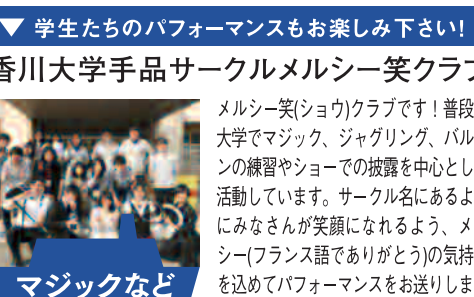 ▼ 学生たちのパフォーマンスもお楽しみ下さい!
香川大学手品サークルメルシー笑クラブ
メルシー笑(ショウ)クラブです！普段
大学でマジック、ジャグリング、バル
ンの練習やショーでの披露を中心とし
活動しています。サークル名にあるよ
にみなさんが笑顔になれるよう、メ
シー(フランス語でありがとう)の気持
を込めてパフォーマンスをお送りしま
マジックなど